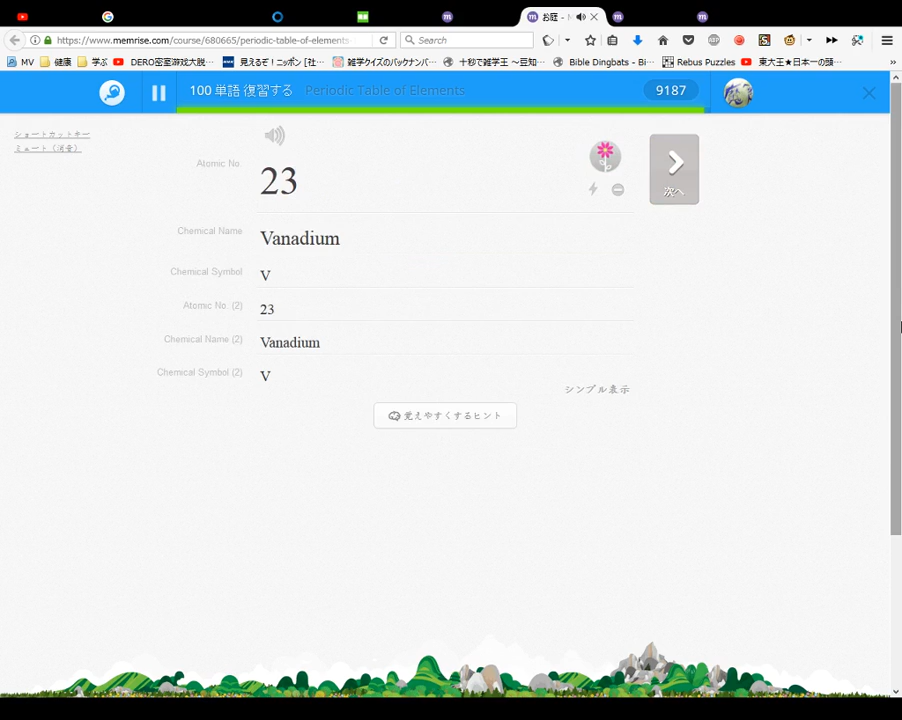 お庭 - 
https://www.memrise.com/course/680665/periodic-table-of-elements
Search
MV 健康 学ぶ DERO密室游戏大脱… 見えるぞ！ニッポン [社… 雑学クイズのバックナンバ… 十秒で雑学王 ～豆知… Bible Dingbats - Bi… Rebus Puzzles 東大王★日本一の頭…
100 単語 復習する Periodic Table of Elements 9187
ショートカットキー
ミュート（消音）
Atomic No. 23
次へ
Chemical Name Vanadium
Chemical Symbol V
Atomic No. (2) 23
Chemical Name (2) Vanadium
Chemical Symbol (2) V
シンプル表示
覚えやすくするヒント